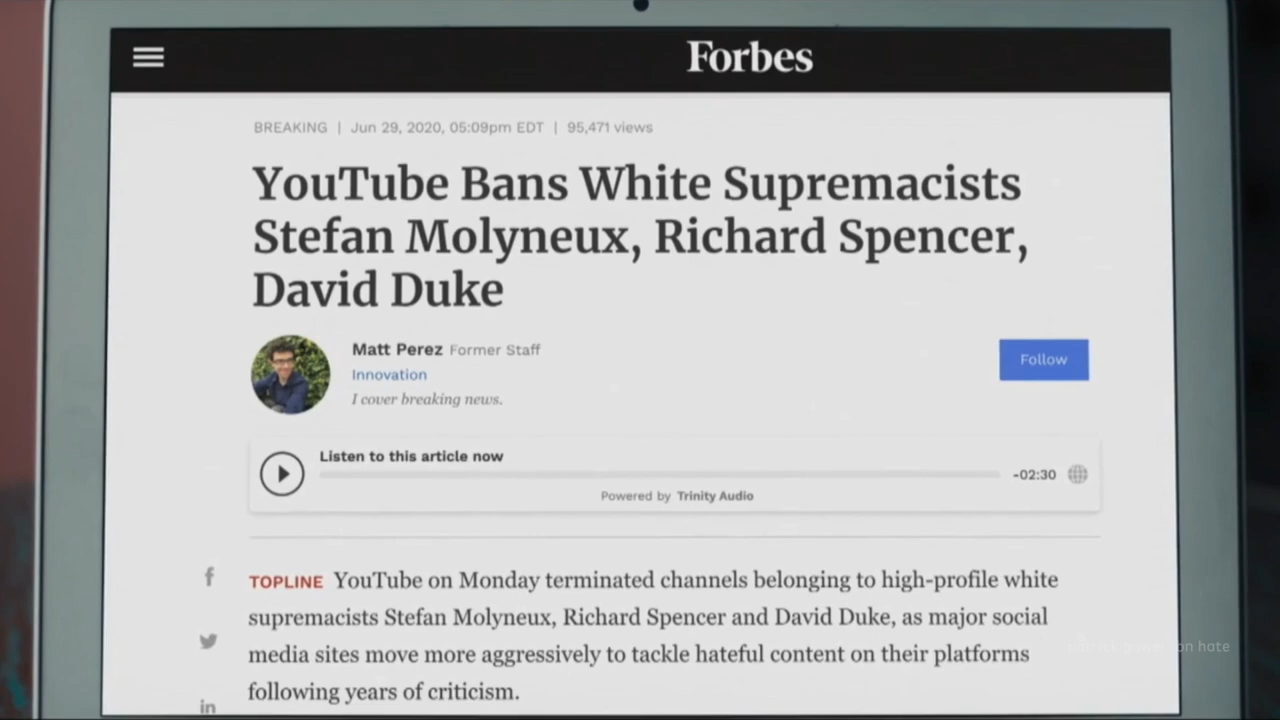 Forbes
BREAKING | Jun 29, 2020, 05:09pm EDT | 95,471 views
YouTube Bans White Supremacists
Stefan Molyneux, Richard Spencer,
David Duke
Matt Perez Former Staff
Innovation
I cover breaking news.
Follow
Listen to this article now
-02:30
Powered by Trinity Audio
TOPLINE YouTube on Monday terminated channels belonging to high-profile white
supremacists Stefan Molyneux, Richard Spencer and David Duke, as major social
media sites move more aggressively to tackle hateful content on their platforms
following years of criticism.
on hate
f
in